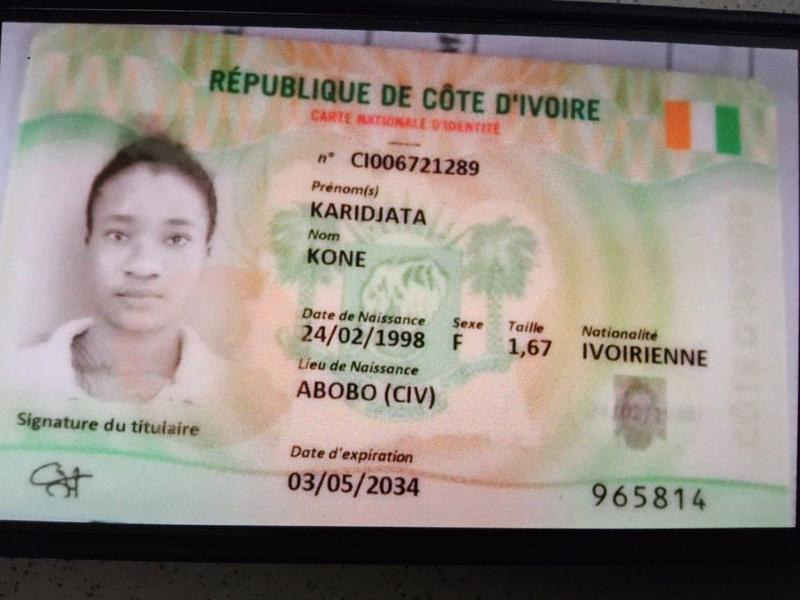 RÉPUBLIQUE DE CÔTE D'IVOIRE
CARTE NATIONALE D'IDENTITÉ
n° CI006721289
Prénom(s)
KARIDJATA
Nom
KONE
Date de Naissance Sexe Taille Nationalité
24/02/1998 F 1,67 IVOIRIENNE
Lieu de Naissance
ABOBO (CIV)
Signature du titulaire
Date d'expiration
03/05/2034
965814